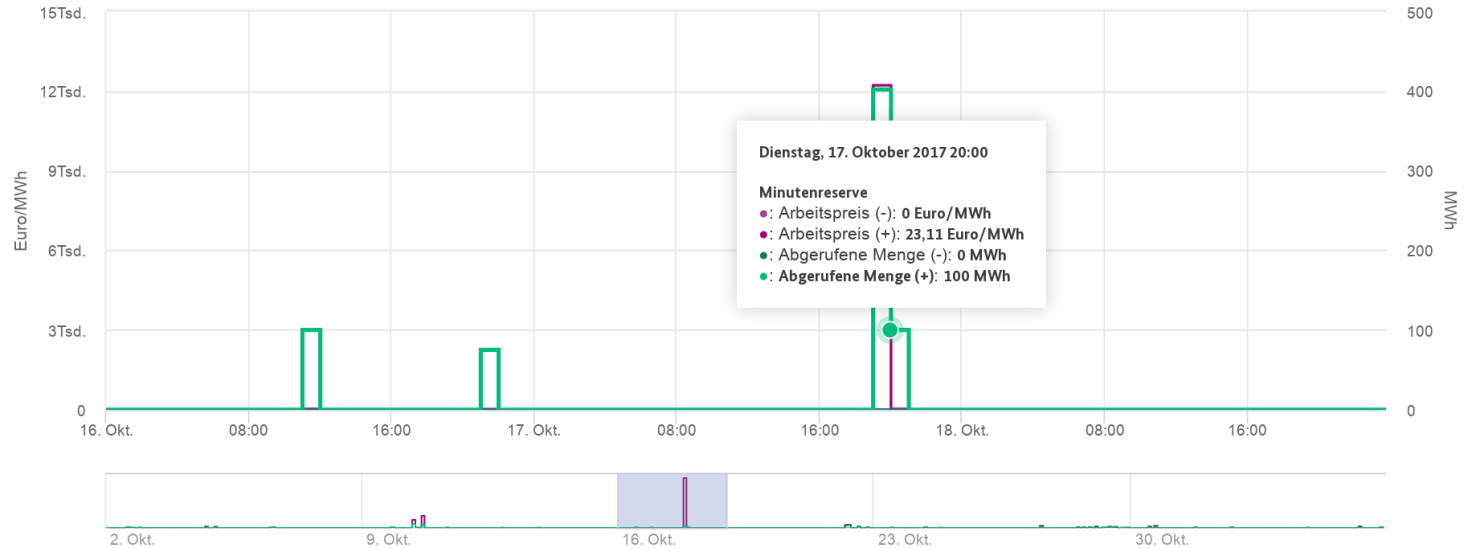 15Tsd.
500
12Tsd.
400
9Tsd.
300
6Tsd.
200
3Tsd.
100
0
0
Euro/MWh
MWh
Dienstag, 17. Oktober 2017 20:00
Minutenreserve
●: Arbeitspreis (-): 0 Euro/MWh
●: Arbeitspreis (+): 23,11 Euro/MWh
●: Abgerufene Menge (-): 0 MWh
●: Abgerufene Menge (+): 100 MWh
16. Okt. 08:00 16:00 17. Okt. 08:00 16:00 18. Okt. 08:00 16:00
2. Okt. 9. Okt. 16. Okt. 23. Okt. 30. Okt.